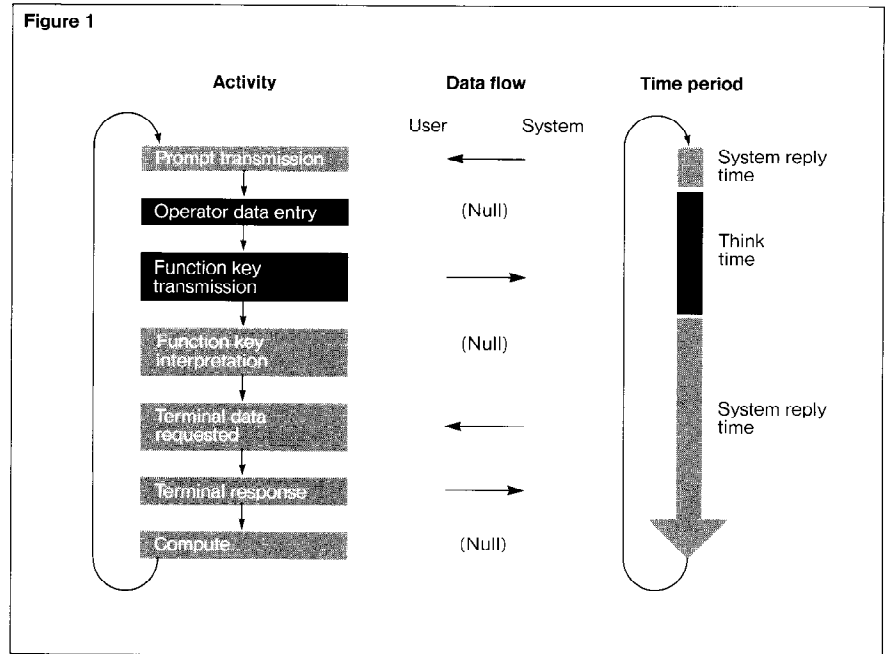 Figure 1
Activity
Data flow
Time period
User
System
Prompt transmission
System reply
time
Operator data entry
(Null)
Think
time
Function key
transmission
Function key
interpretation
(Null)
Terminal data
requested
System reply
time
Terminal response
Compute
(Null)